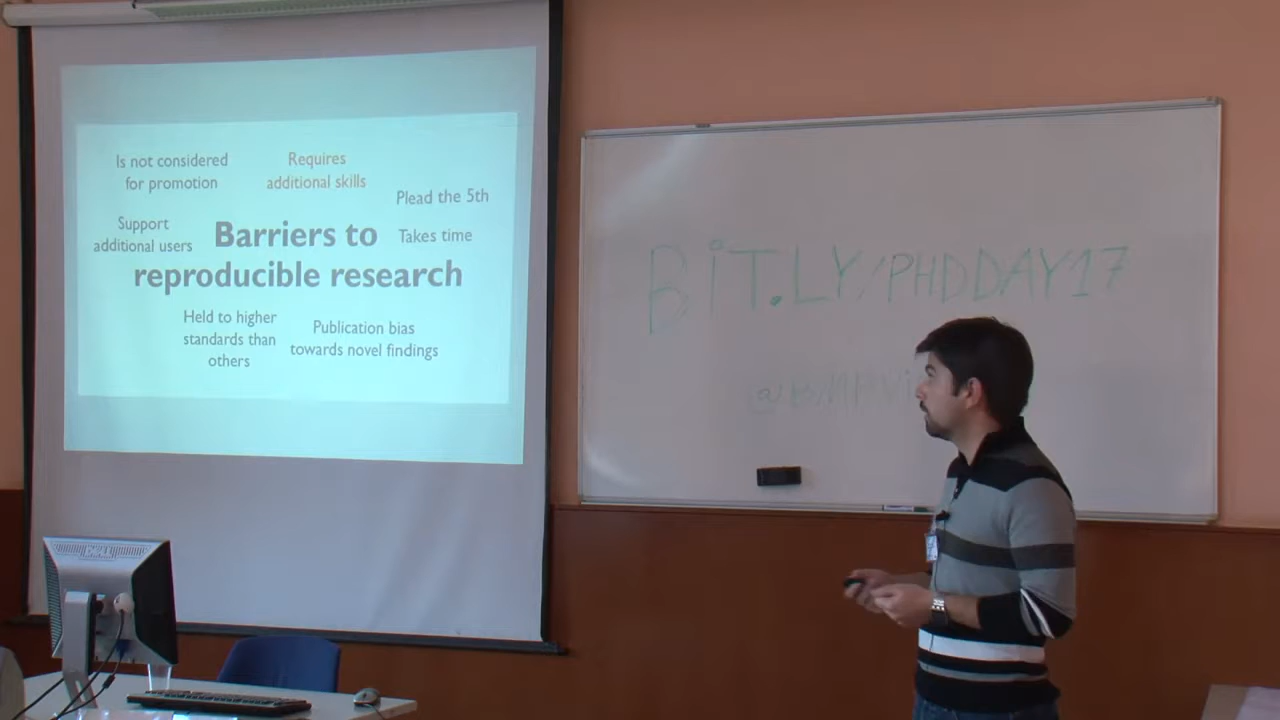 Is not considered
for promotion
Requires
additional skills
Plead the 5th
Support
additional users
Barriers to
reproducible research
Takes time
Held to higher
standards than
others
Publication bias
towards novel findings
BIT.LY/PHDDAY17